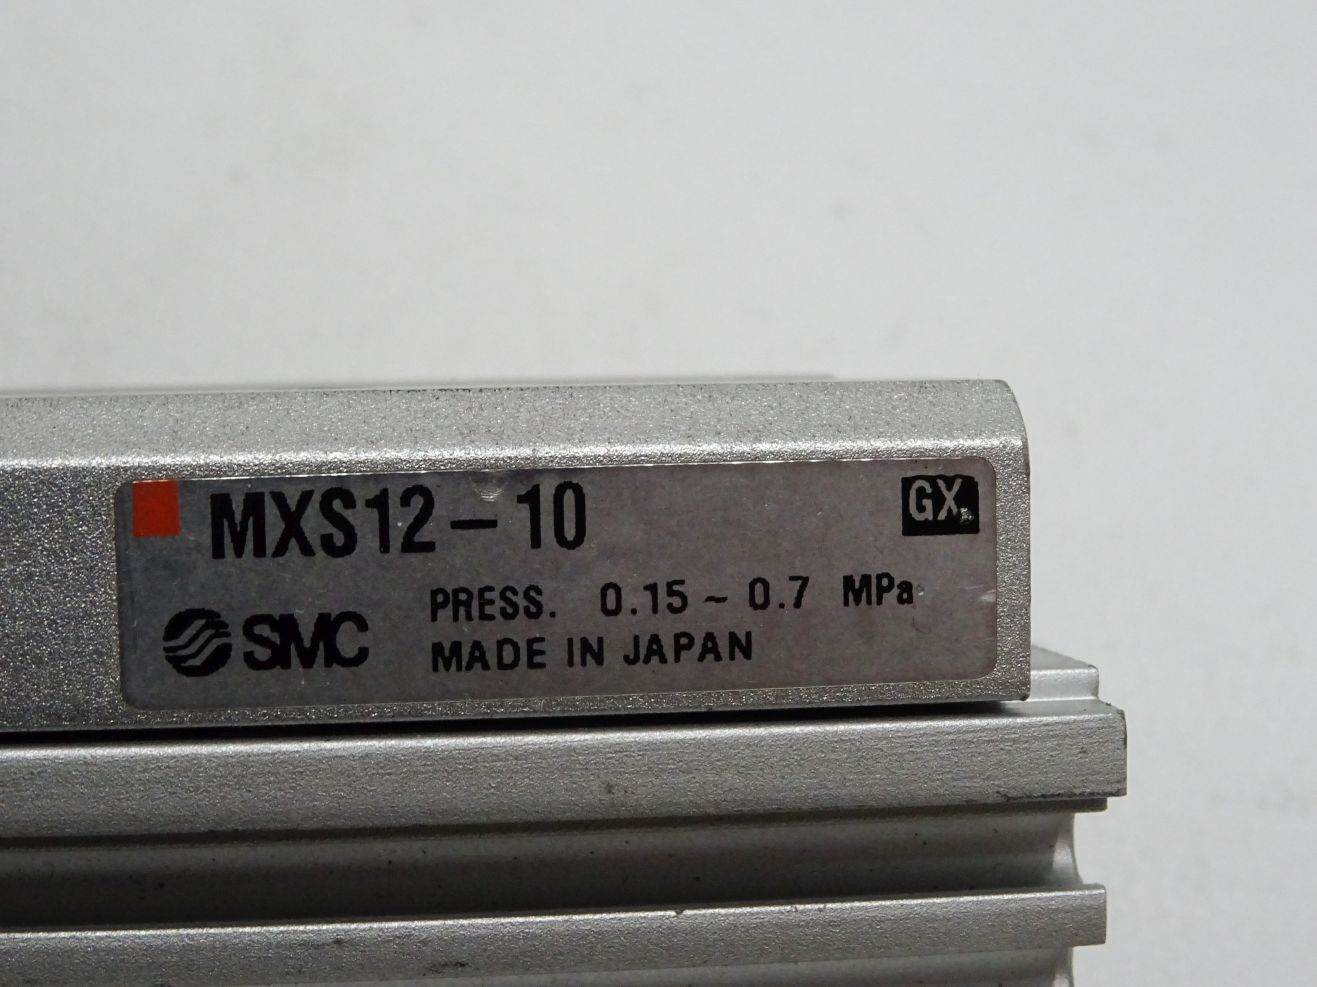 MXS12-10
GX
SMC
PRESS. 0.15~0.7 MPa
MADE IN JAPAN